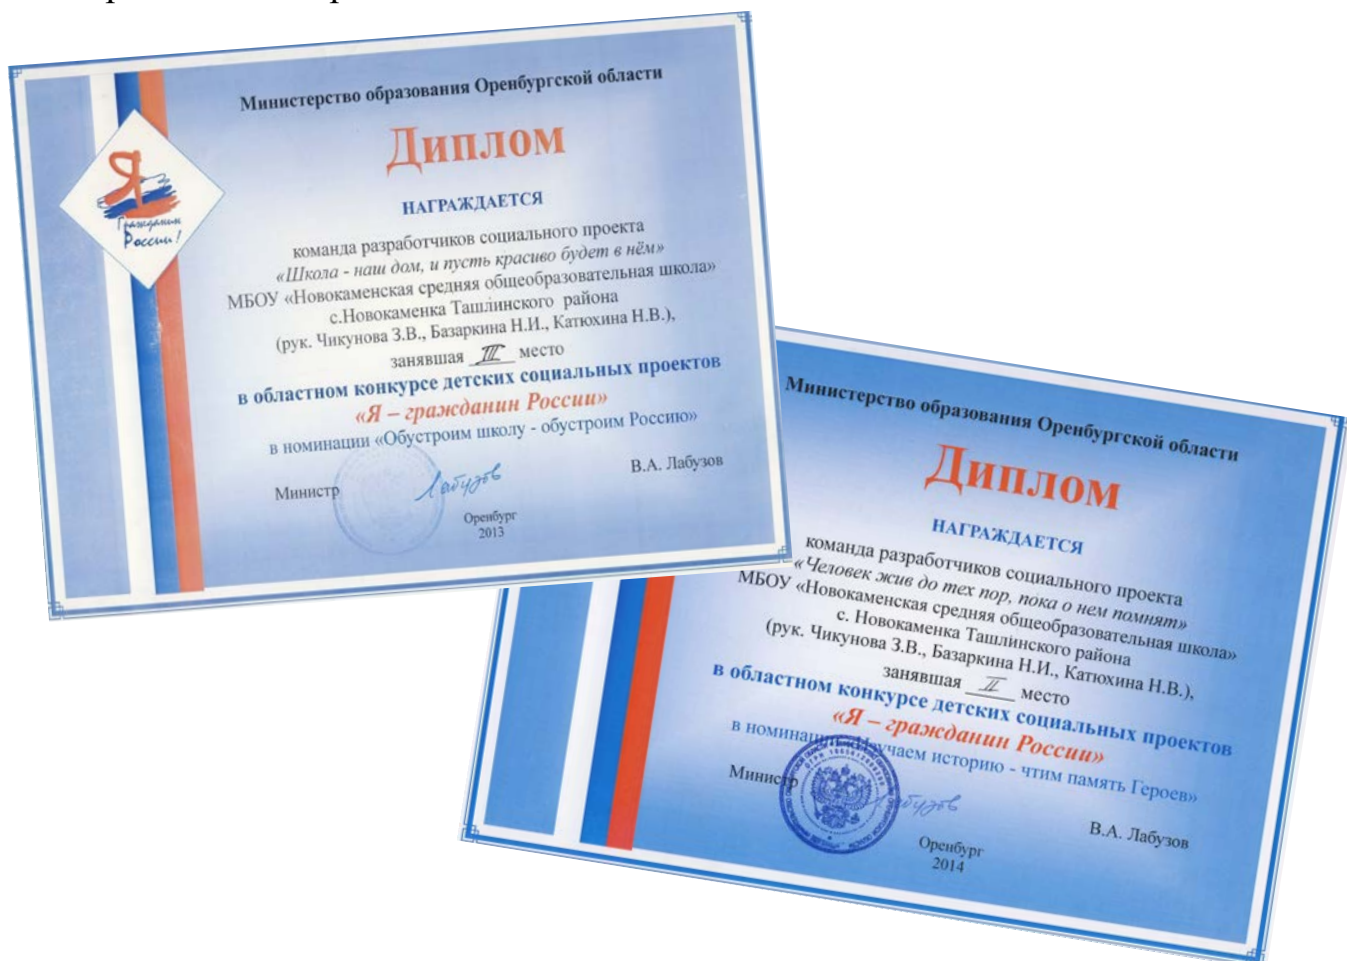 Министерство образования Оренбургской области
Диплом
НАГРАЖДАЕТСЯ
команда разработчиков социального проекта
«Школа - наш дом, и пусть красиво будет в нём»
МБОУ «Новокаменская средняя общеобразовательная школа»
с.Новокаменка Ташлинского района
(рук. Чикунова З.В., Базаркина Н.И., Катюхина Н.В.),
занявшая III место
в областном конкурсе детских социальных проектов
«Я – гражданин России»
в номинации «Обустроим школу - обустроим Россию»
Министр Лабузов В.А. Лабузов
Оренбург
2013
Я
Гражданин
России!
Министерство образования Оренбургской области
Диплом
НАГРАЖДАЕТСЯ
команда разработчиков социального проекта
«Человек жив до тех пор, пока о нем помнят»
МБОУ «Новокаменская средняя общеобразовательная школа»
с. Новокаменка Ташлинского района
(рук. Чикунова З.В., Базаркина Н.И., Катюхина Н.В.),
занявшая II место
в областном конкурсе детских социальных проектов
«Я – гражданин России»
в номинации «Изучаем историю - чтим память Героев»
Министр Лабузов В.А. Лабузов
Оренбург
2014